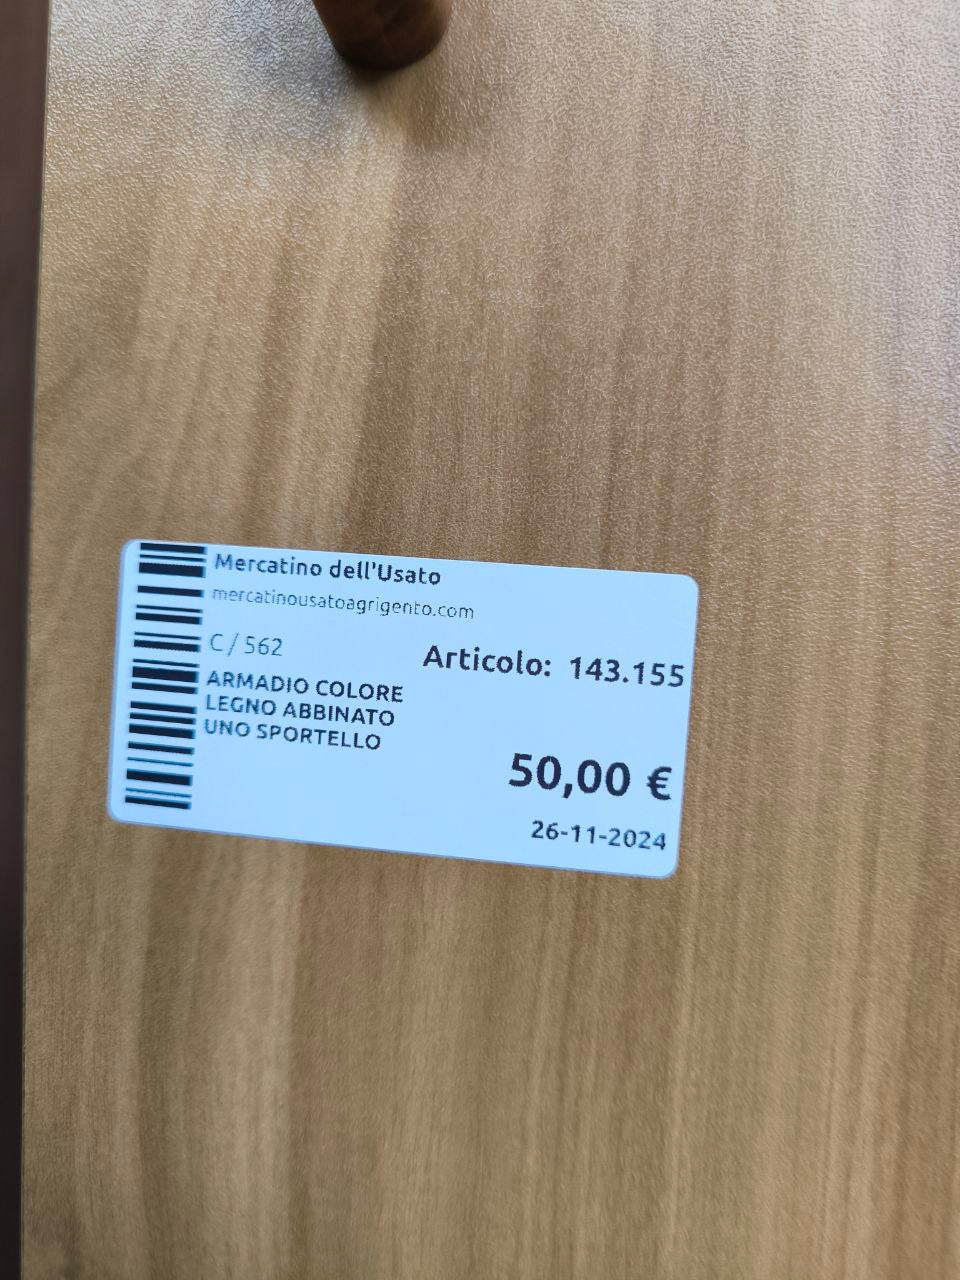 Mercatino dell'Usato
mercatinousatoagrigento.com
C / 562
Articolo: 143.155
ARMADIO COLORE
LEGNO ABBINATO
UNO SPORTELLO
50,00 €
26-11-2024